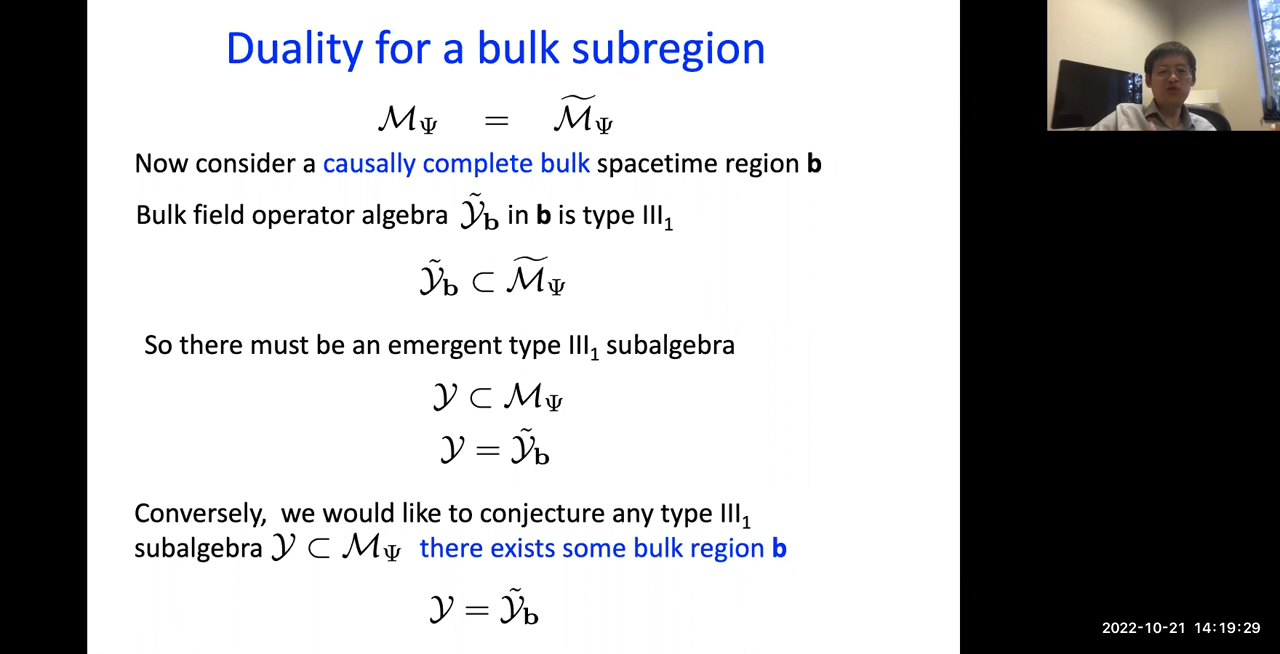 Duality for a bulk subregion
ℳ_Ψ = ℳ̃_Ψ
Now consider a causally complete bulk spacetime region b
Bulk field operator algebra 𝒴̃_b in b is type III₁
𝒴̃_b ⊂ ℳ̃_Ψ
So there must be an emergent type III₁ subalgebra
𝒴 ⊂ ℳ_Ψ
𝒴 = 𝒴̃_b
Conversely, we would like to conjecture any type III₁
subalgebra 𝒴 ⊂ ℳ_Ψ there exists some bulk region b
𝒴 = 𝒴̃_b
2022-10-21 14:19:29